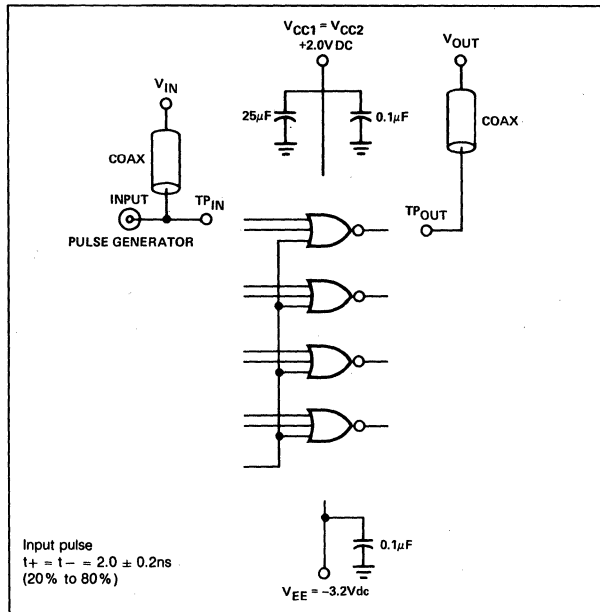 VCC1 = VCC2
+2.0V DC
VOUT
VIN
25μF
0.1μF
COAX
COAX
INPUT
TPIN
TPOUT
PULSE GENERATOR
Input pulse
t+ = t− = 2.0 ± 0.2ns
(20% to 80%)
0.1μF
VEE = −3.2Vdc